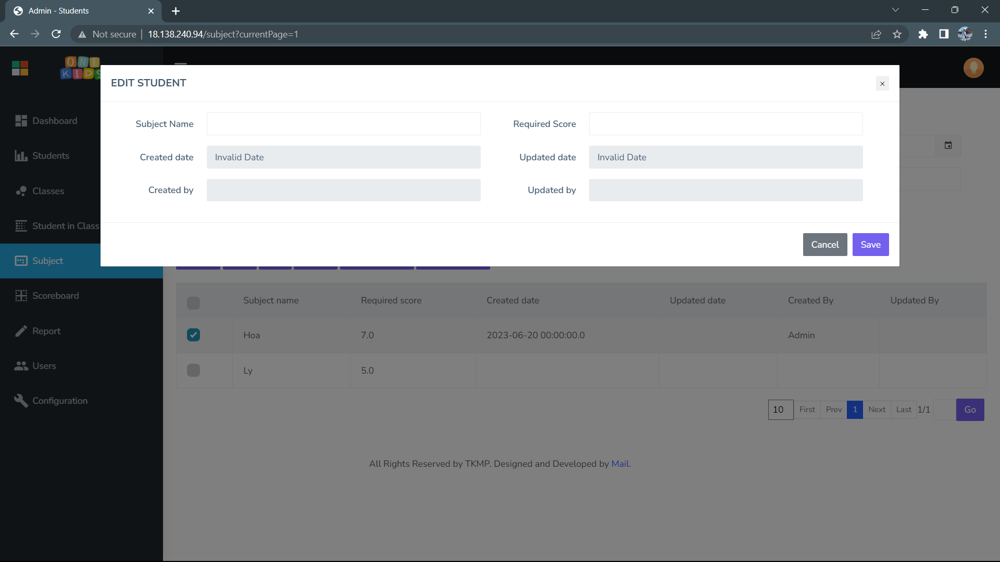 Admin - Students
Not secure 18.138.240.94/subject?currentPage=1
ONE
KIDS
EDIT STUDENT
Subject Name
Required Score
Created date Invalid Date
Updated date Invalid Date
Created by
Updated by
Cancel Save
Dashboard
Students
Classes
Student in Class
Subject
Scoreboard
Report
Users
Configuration
Subject name Required score Created date Updated date Created By Updated By
Hoa 7.0 2023-06-20 00:00:00.0 Admin
Ly 5.0
10 First Prev 1 Next Last 1/1 Go
All Rights Reserved by TKMP. Designed and Developed by Mail.